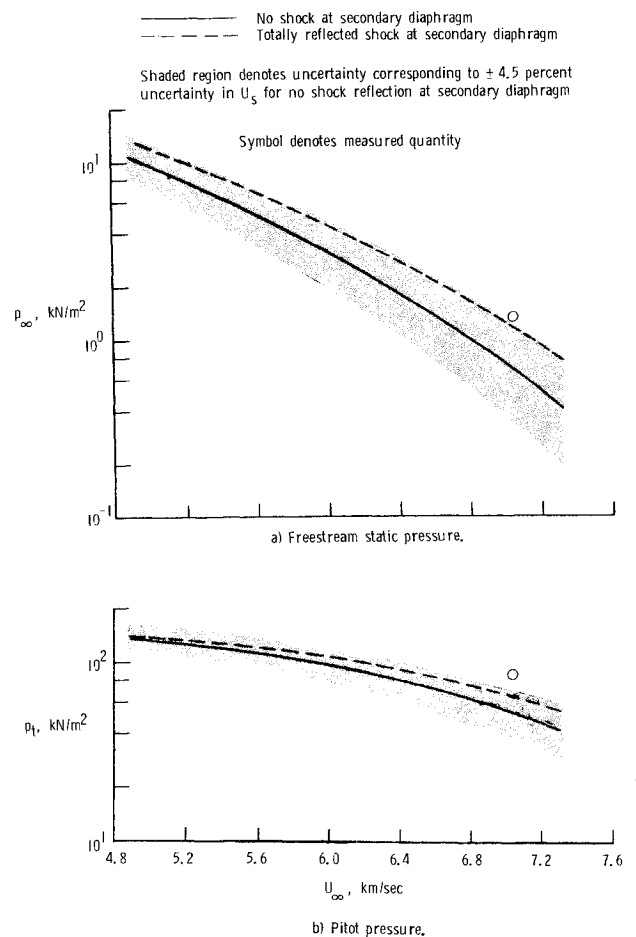 No shock at secondary diaphragm
Totally reflected shock at secondary diaphragm
Shaded region denotes uncertainty corresponding to ± 4.5 percent
uncertainty in U_s for no shock reflection at secondary diaphragm
Symbol denotes measured quantity
10^1
p_∞, kN/m^2
10^0
10^-1
a) Freestream static pressure.
10^2
p_t, kN/m^2
10^1
4.8 5.2 5.6 6.0 6.4 6.8 7.2 7.6
U_∞, km/sec
b) Pitot pressure.